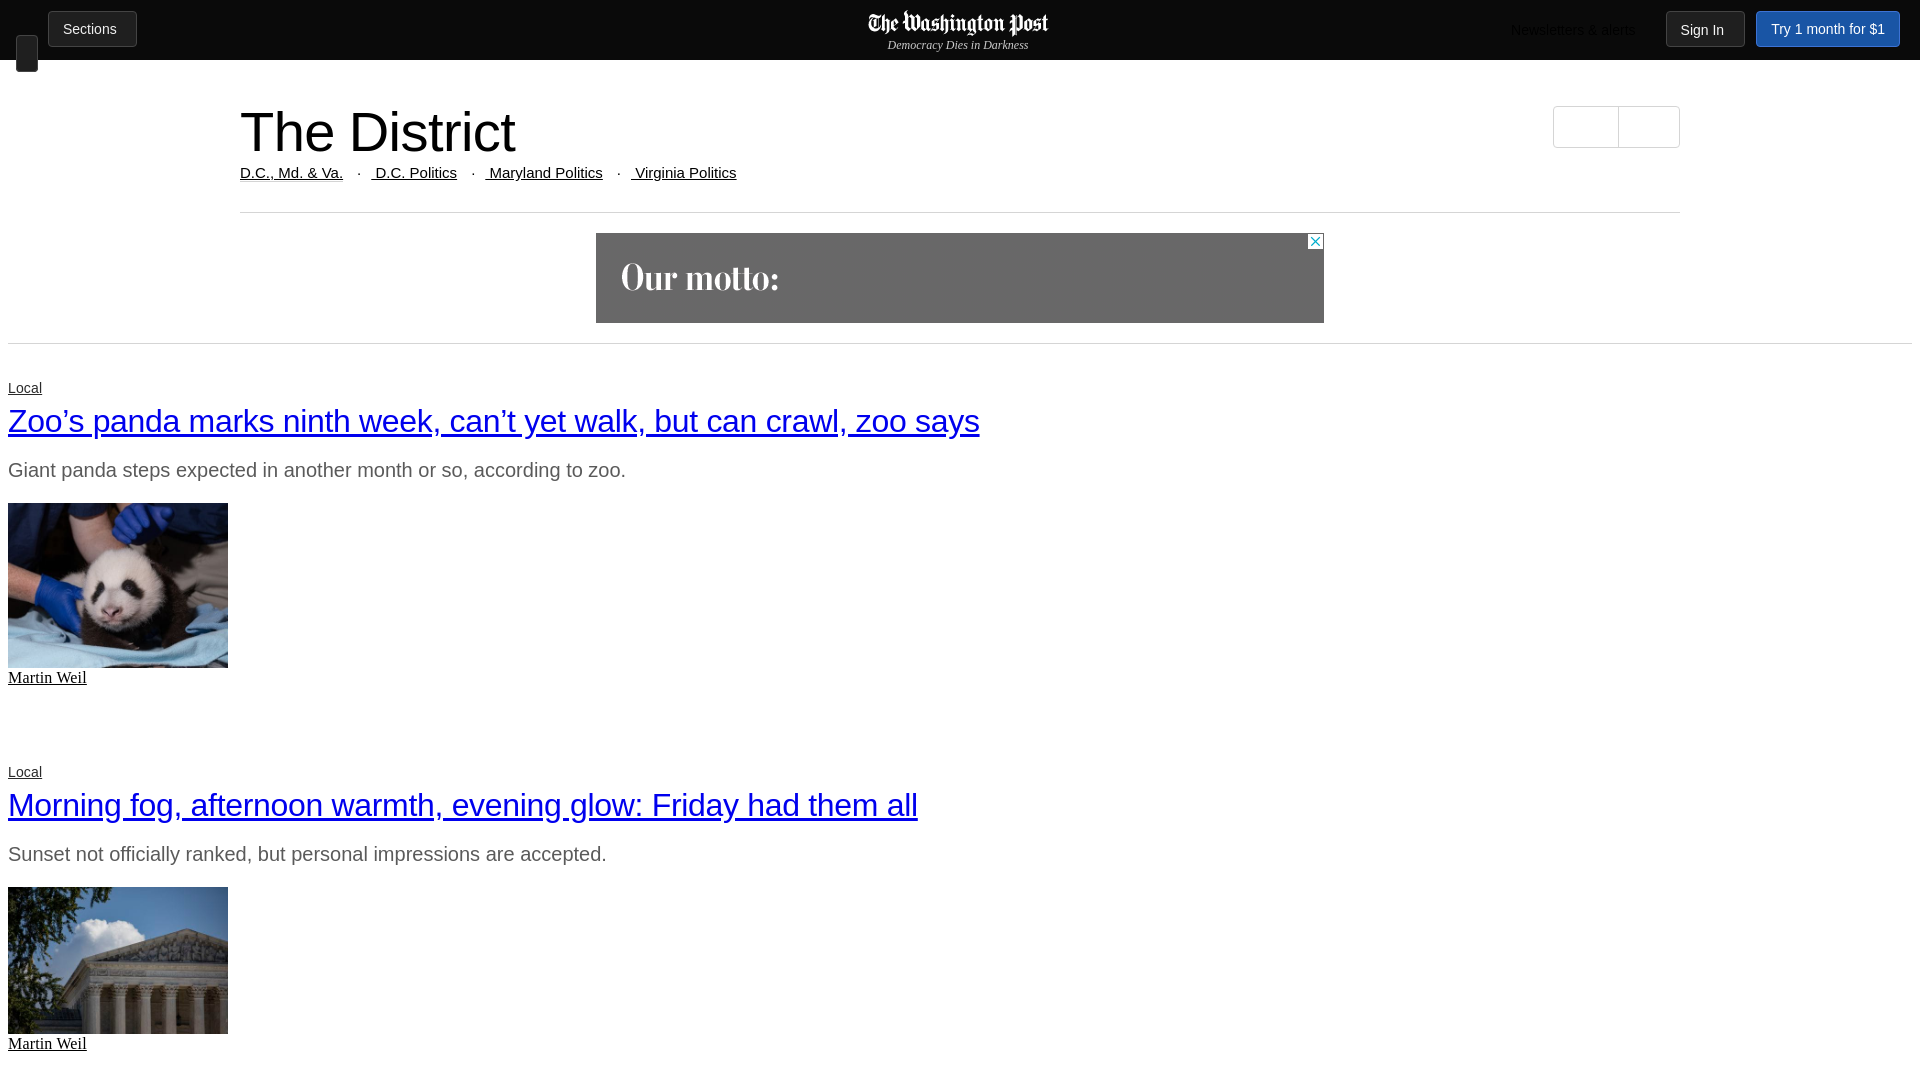 Sections
The Washington Post
Democracy Dies in Darkness
Newsletters & alerts
Sign In
Try 1 month for $1
The District
D.C., Md. & Va. · D.C. Politics · Maryland Politics · Virginia Politics
Our motto:
Local
Zoo’s panda marks ninth week, can’t yet walk, but can crawl, zoo says
Giant panda steps expected in another month or so, according to zoo.
Martin Weil
Local
Morning fog, afternoon warmth, evening glow: Friday had them all
Sunset not officially ranked, but personal impressions are accepted.
Martin Weil